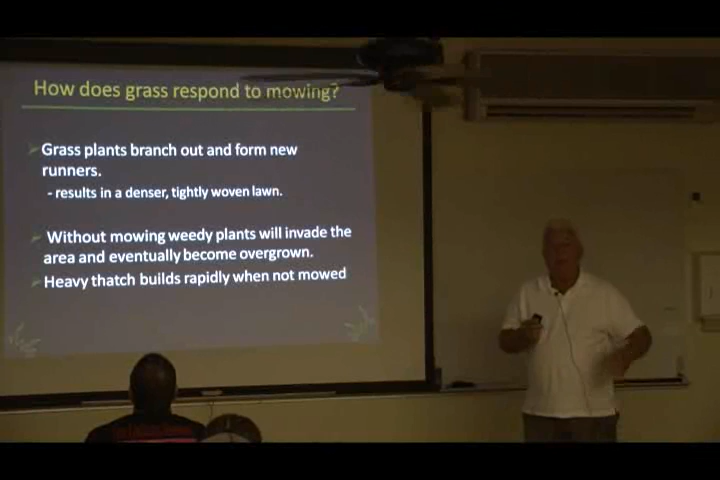 How does grass respond to mowing?
Grass plants branch out and form new
runners.
- results in a denser, tightly woven lawn.
Without mowing weedy plants will invade the
area and eventually become overgrown.
Heavy thatch builds rapidly when not mowed